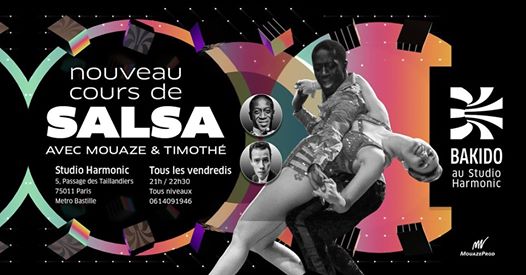 nouveau
cours de
SALSA
AVEC MOUAZE & TIMOTHÉ
Studio Harmonic
5, Passage des Taillandiers
75011 Paris
Metro Bastille
Tous les vendredis
21h / 22h30
Tous niveaux
0614091946
BAKIDO
au Studio
Harmonic
MV
MOUAZEPROD